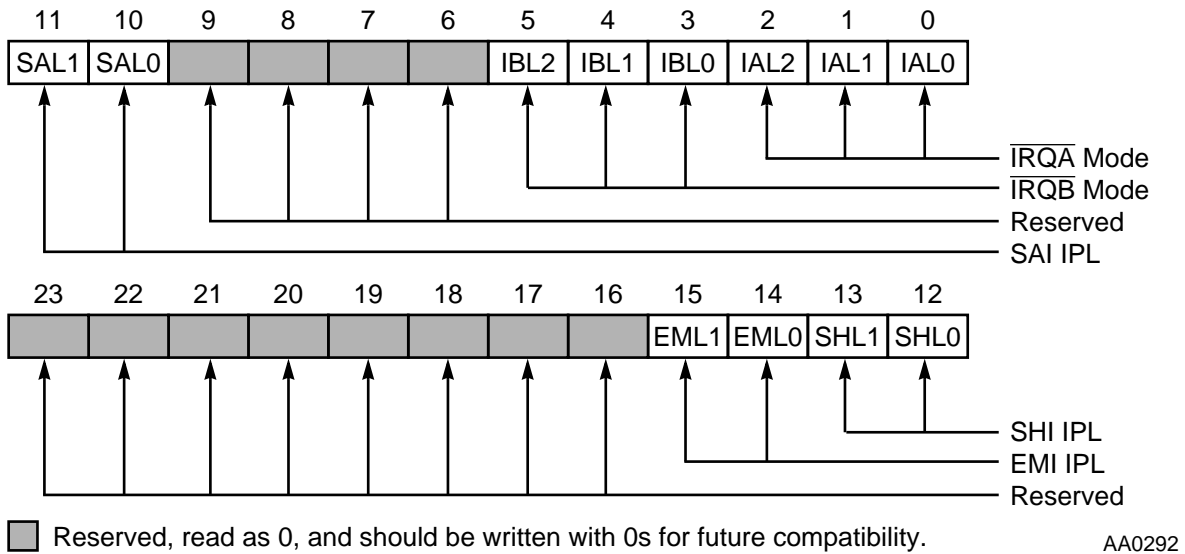 11 10 9 8 7 6 5 4 3 2 1 0
SAL1 SAL0 IBL2 IBL1 IBL0 IAL2 IAL1 IAL0
IRQA Mode
IRQB Mode
Reserved
SAI IPL
23 22 21 20 19 18 17 16 15 14 13 12
EML1 EML0 SHL1 SHL0
SHI IPL
EMI IPL
Reserved
Reserved, read as 0, and should be written with 0s for future compatibility.
AA0292